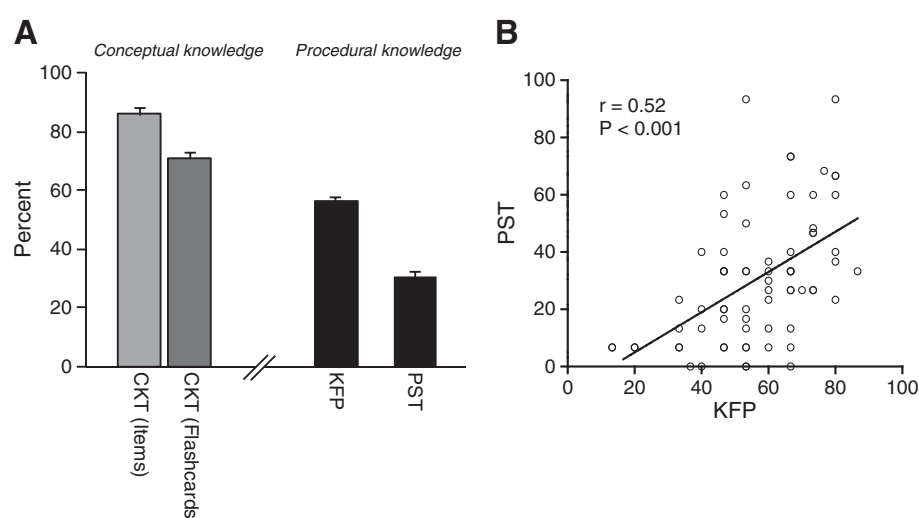 A
Conceptual knowledge
Procedural knowledge
100
80
60
40
20
0
Percent
CKT (Items)
CKT (Flashcards
KFP
PST
B
r = 0.52
P < 0.001
100
80
60
40
20
0
PST
0
20
40
60
80
100
KFP